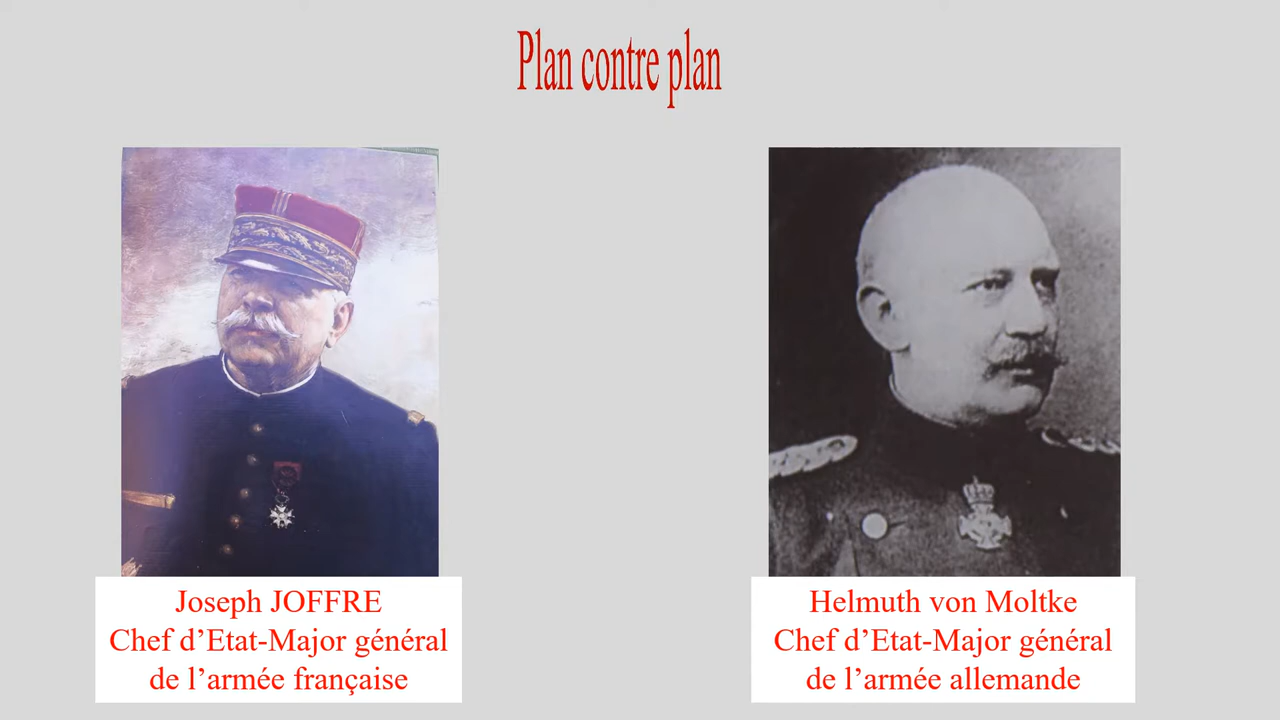 Plan contre plan
Joseph JOFFRE
Chef d’Etat-Major général
de l’armée française
Helmuth von Moltke
Chef d’Etat-Major général
de l’armée allemande